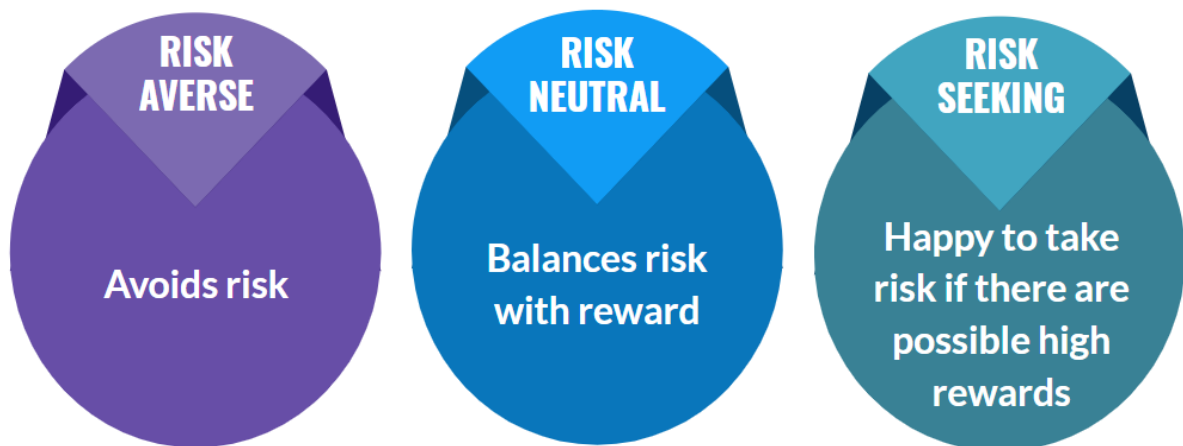 RISK
AVERSE
Avoids risk
RISK
NEUTRAL
Balances risk
with reward
RISK
SEEKING
Happy to take
risk if there are
possible high
rewards